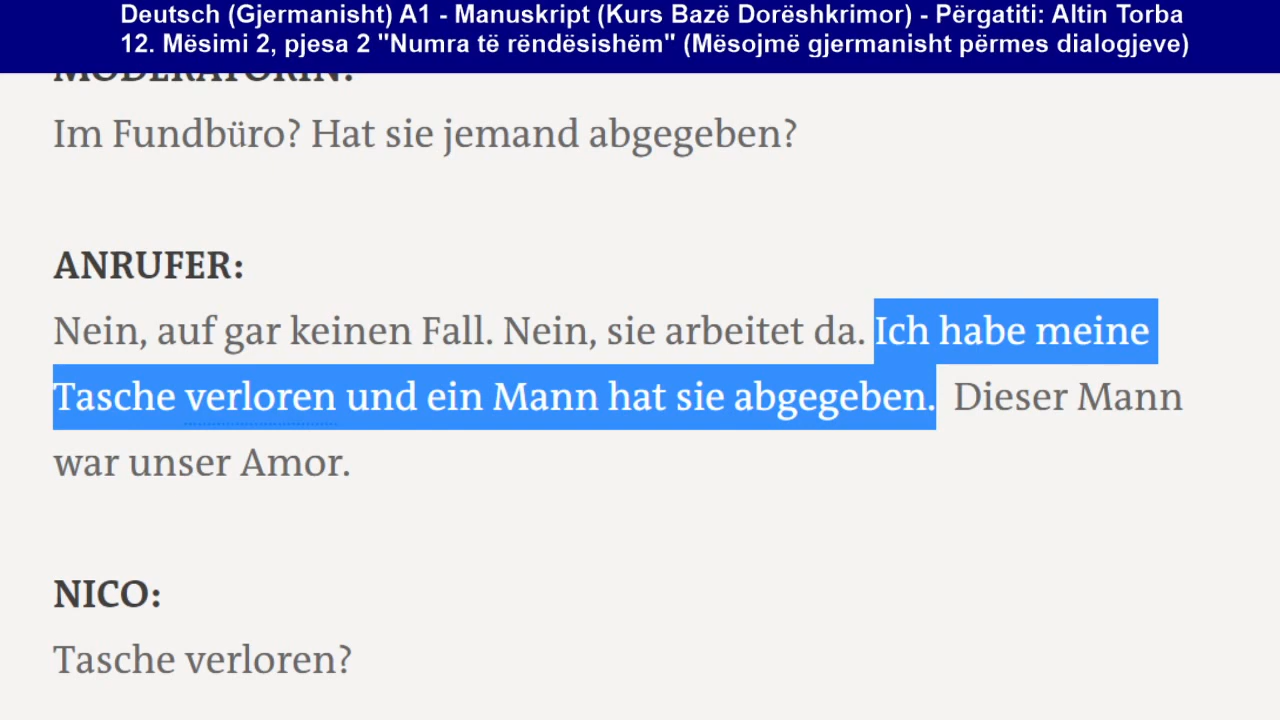 Deutsch (Gjermanisht) A1 - Manuskript (Kurs Bazë Dorëshkrimor) - Përgatiti: Altin Torba
12. Mësimi 2, pjesa 2 "Numra të rëndësishëm" (Mësojmë gjermanisht përmes dialogjeve)
MODERATORIN:
Im Fundbüro? Hat sie jemand abgegeben?
ANRUFER:
Nein, auf gar keinen Fall. Nein, sie arbeitet da. Ich habe meine
Tasche verloren und ein Mann hat sie abgegeben. Dieser Mann
war unser Amor.
NICO:
Tasche verloren?